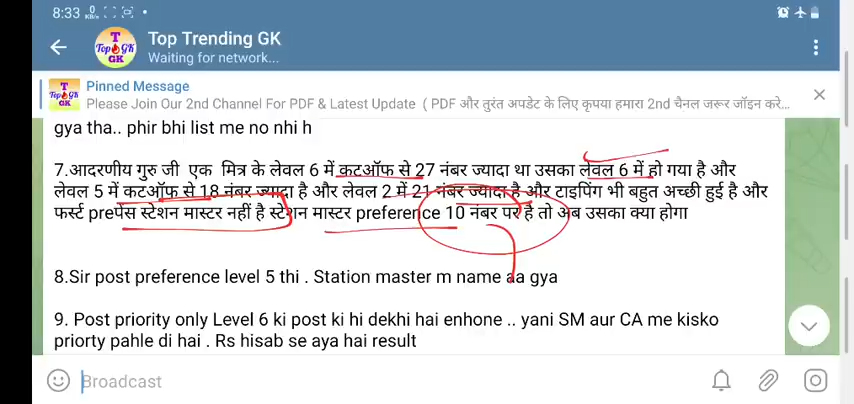 8:33 0 KB/s
Top Trending GK
Waiting for network...
T
Top GK
GK
Pinned Message
Please Join Our 2nd Channel For PDF & Latest Update ( PDF और तुरंत अपडेट के लिए कृपया हमारा 2nd चैनल जरूर जॉइन करे...
gya tha.. phir bhi list me no nhi h
7.आदरणीय गुरु जी एक मित्र के लेवल 6 में कटऑफ से 27 नंबर ज्यादा था उसका लेवल 6 में हो गया है और
लेवल 5 में कटऑफ से 18 नंबर ज्यादा है और लेवल 2 में 21 नंबर ज्यादा है और टाइपिंग भी बहुत अच्छी हुई है और
फर्स्ट preपेंस स्टेशन मास्टर नहीं है स्टेशन मास्टर preference 10 नंबर पर है तो अब उसका क्या होगा
8.Sir post preference level 5 thi . Station master m name aa gya
9. Post priority only Level 6 ki post ki hi dekhi hai enhone .. yani SM aur CA me kisko
priorty pahle di hai . Rs hisab se aya hai result
Broadcast